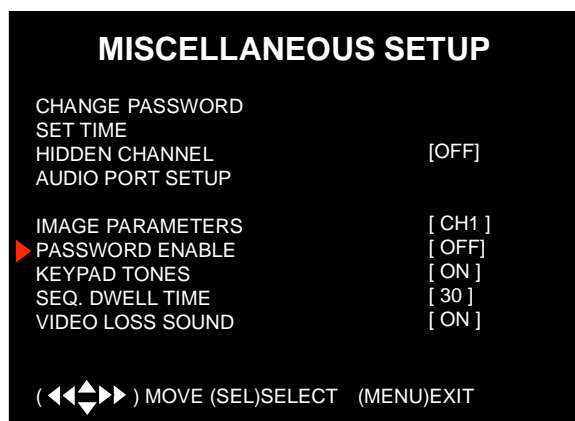 MISCELLANEOUS SETUP
CHANGE PASSWORD
SET TIME
HIDDEN CHANNEL [OFF]
AUDIO PORT SETUP
IMAGE PARAMETERS [ CH1 ]
PASSWORD ENABLE [ OFF]
KEYPAD TONES [ ON ]
SEQ. DWELL TIME [ 30 ]
VIDEO LOSS SOUND [ ON ]
( ) MOVE (SEL)SELECT (MENU)EXIT